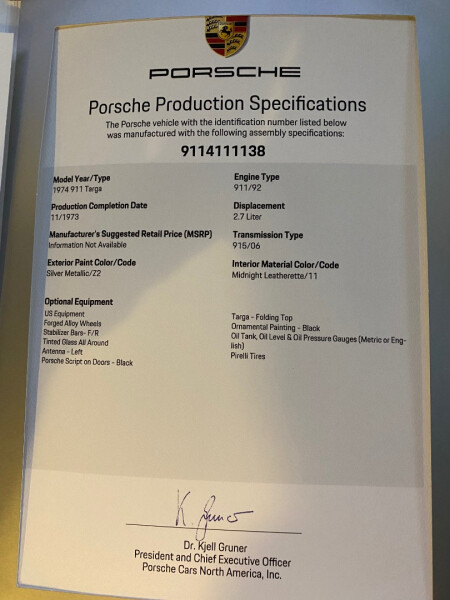 PORSCHE
Porsche Production Specifications
The Porsche vehicle with the identification number listed below
was manufactured with the following assembly specifications:
9114111138
Model Year/Type
1974 911 Targa
Production Completion Date
11/1973
Manufacturer's Suggested Retail Price (MSRP)
Information Not Available
Exterior Paint Color/Code
Silver Metallic/Z2
Engine Type
911/92
Displacement
2.7 Liter
Transmission Type
915/06
Interior Material Color/Code
Midnight Leatherette/11
Optional Equipment
US Equipment
Forged Alloy Wheels
Stabilizer Bars- F/R
Tinted Glass All Around
Antenna - Left
Porsche Script on Doors - Black
Targa - Folding Top
Ornamental Painting - Black
Oil Tank, Oil Level & Oil Pressure Gauges (Metric or Eng-
lish)
Pirelli Tires
K. Gruner
Dr. Kjell Gruner
President and Chief Executive Officer
Porsche Cars North America, Inc.